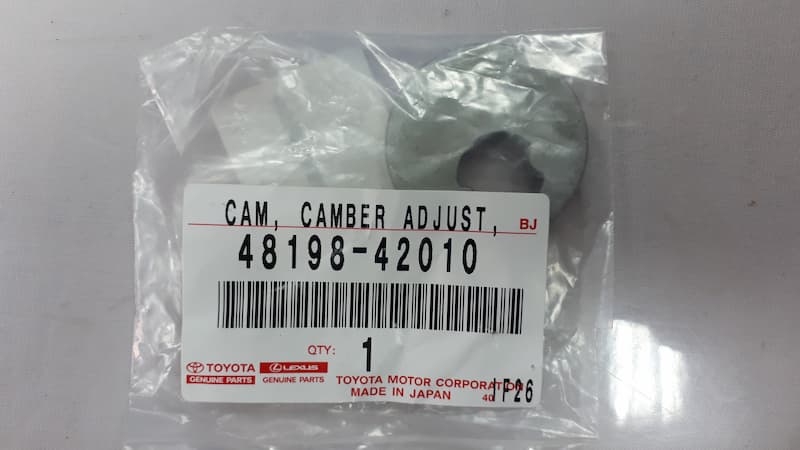 CAM, CAMBER ADJUST, BJ
48198-42010
QTY: 1
TOYOTA LEXUS
GENUINE PARTS GENUINE PARTS
TOYOTA MOTOR CORPORATION
MADE IN JAPAN 40 JF26